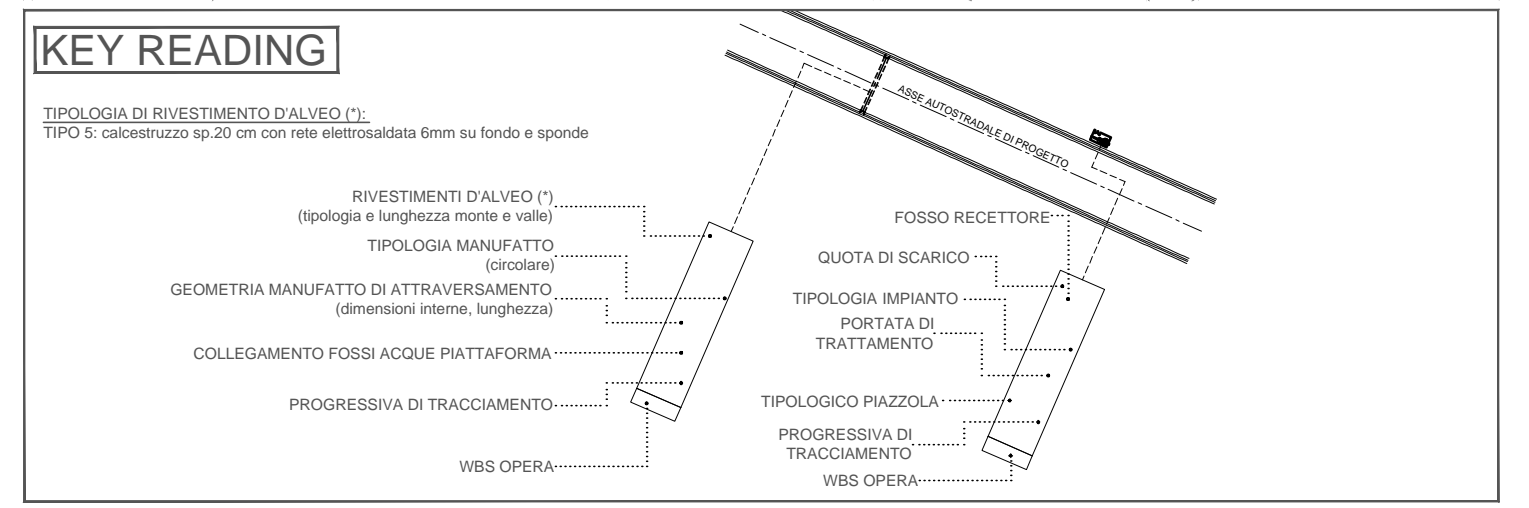 KEY READING
TIPOLOGIA DI RIVESTIMENTO D'ALVEO (*):
TIPO 5: calcestruzzo sp.20 cm con rete elettrosaldata 6mm su fondo e sponde
RIVESTIMENTI D'ALVEO (*)
(tipologia e lunghezza monte e valle)
TIPOLOGIA MANUFATTO
(circolare)
GEOMETRIA MANUFATTO DI ATTRAVERSAMENTO
(dimensioni interne, lunghezza)
COLLEGAMENTO FOSSI ACQUE PIATTAFORMA
PROGRESSIVA DI TRACCIAMENTO
WBS OPERA
ASSE AUTOSTRADALE DI PROGETTO
FOSSO RECETTORE
QUOTA DI SCARICO
TIPOLOGIA IMPIANTO
PORTATA DI
TRATTAMENTO
TIPOLOGICO PIAZZOLA
PROGRESSIVA DI
TRACCIAMENTO
WBS OPERA